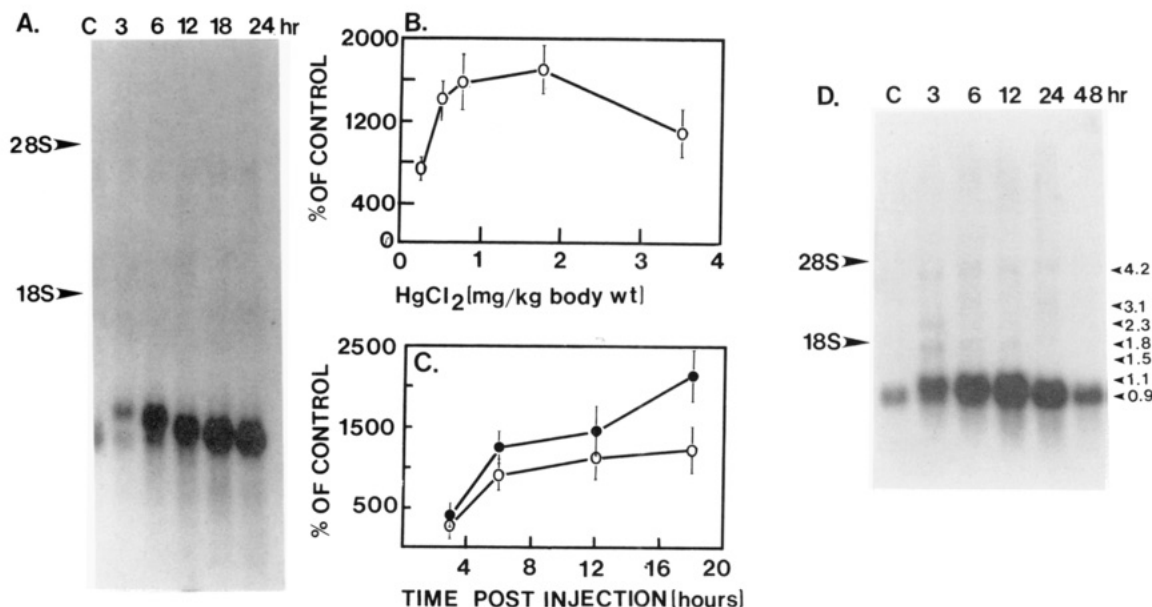 A. C 3 6 12 18 24 hr
28S
18S
B.
2000
1200
400
0
% OF CONTROL
0 1 2 3 4
HgCl2 [mg/kg body wt]
C.
2500
1500
500
% OF CONTROL
4 8 12 16 20
TIME POST INJECTION [hours]
D. C 3 6 12 24 48 hr
28S
18S
4.2
3.1
2.3
1.8
1.5
1.1
0.9